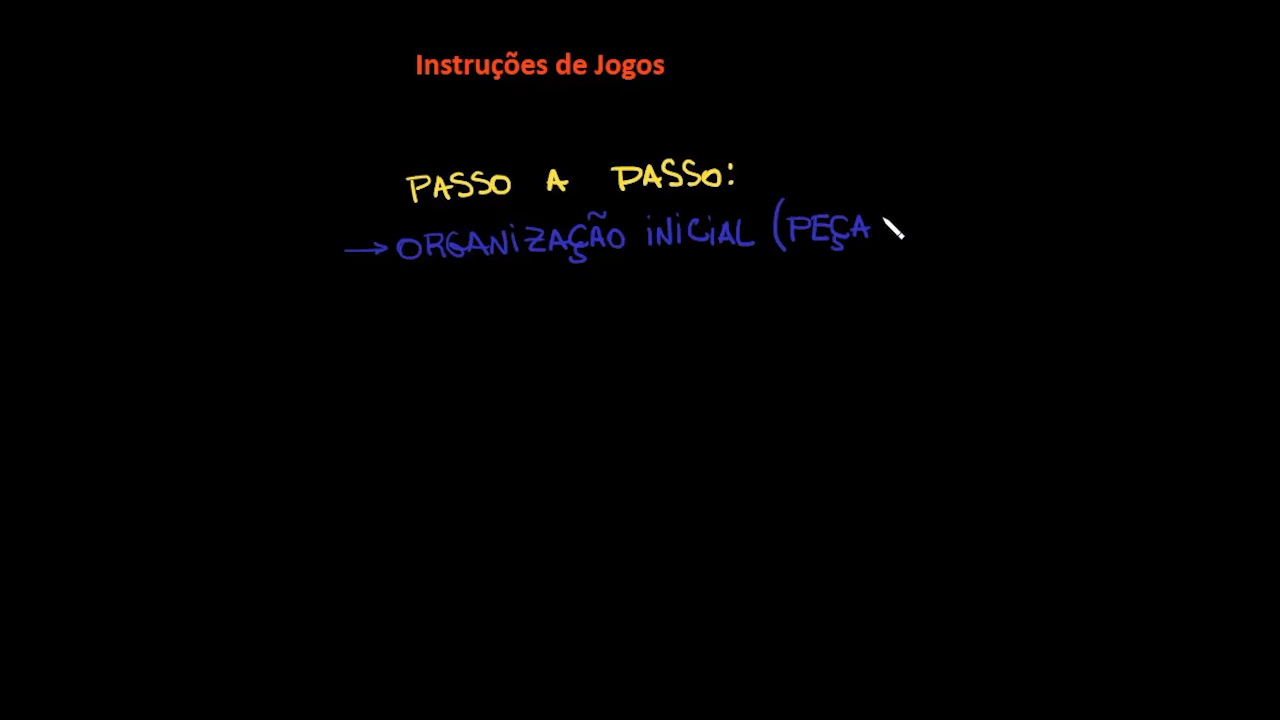 Instruções de Jogos
PASSO A PASSO:
→ ORGANIZAÇÃO INICIAL (PEÇA